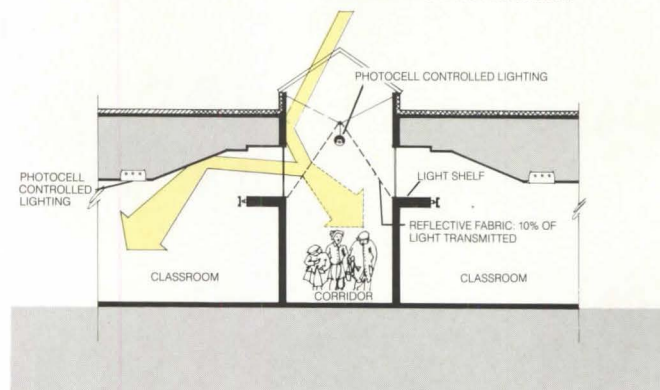 PHOTOCELL CONTROLLED LIGHTING
PHOTOCELL
CONTROLLED
LIGHTING
LIGHT SHELF
REFLECTIVE FABRIC: 10% OF
LIGHT TRANSMITTED
CLASSROOM
CORRIDOR
CLASSROOM